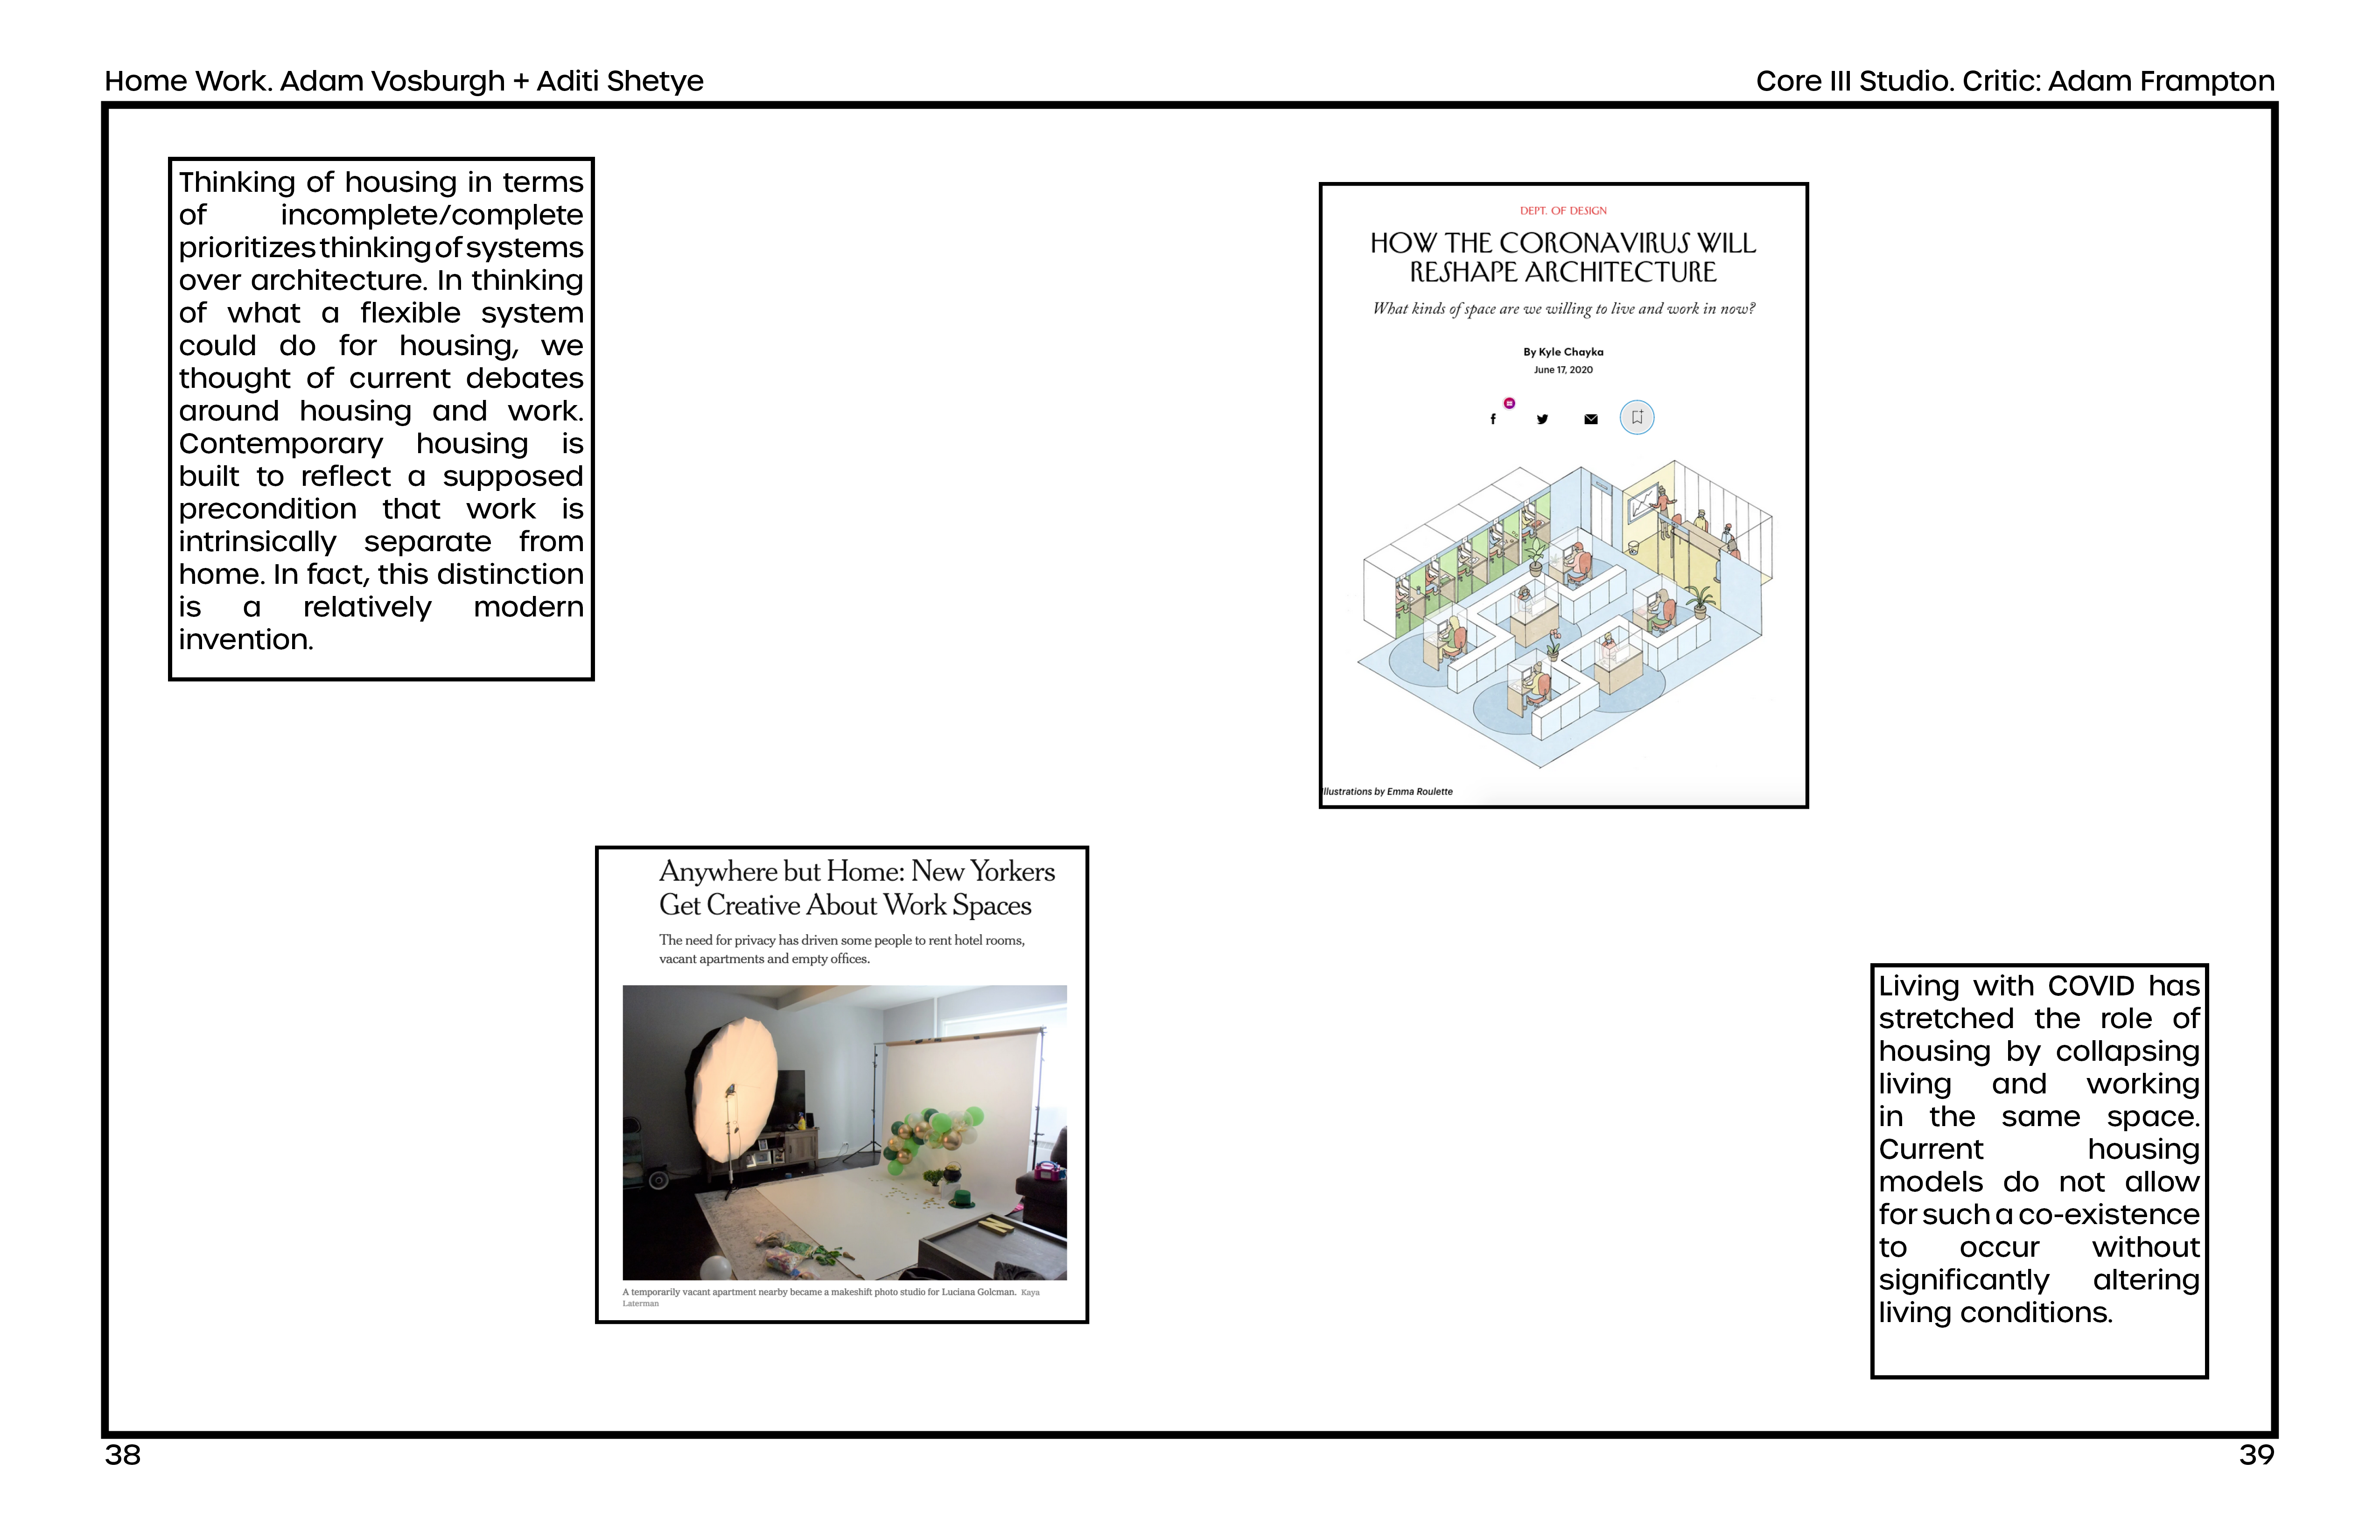 Home Work. Adam Vosburgh + Aditi Shetye
Core III Studio. Critic: Adam Frampton
Thinking of housing in terms
of incomplete/complete
prioritizes thinking of systems
over architecture. In thinking
of what a flexible system
could do for housing, we
thought of current debates
around housing and work.
Contemporary housing is
built to reflect a supposed
precondition that work is
intrinsically separate from
home. In fact, this distinction
is a relatively modern
invention.
DEPT. OF DESIGN
HOW THE CORONAVIRUS WILL
RESHAPE ARCHITECTURE
What kinds of space are we willing to live and work in now?
By Kyle Chayka
June 17, 2020
Illustrations by Emma Roulette
Anywhere but Home: New Yorkers
Get Creative About Work Spaces
The need for privacy has driven some people to rent hotel rooms,
vacant apartments and empty offices.
N
A temporarily vacant apartment nearby became a makeshift photo studio for Luciana Golcman. Kaya
Laterman
Living with COVID has
stretched the role of
housing by collapsing
living and working
in the same space.
Current housing
models do not allow
for such a co-existence
to occur without
significantly altering
living conditions.
38
39